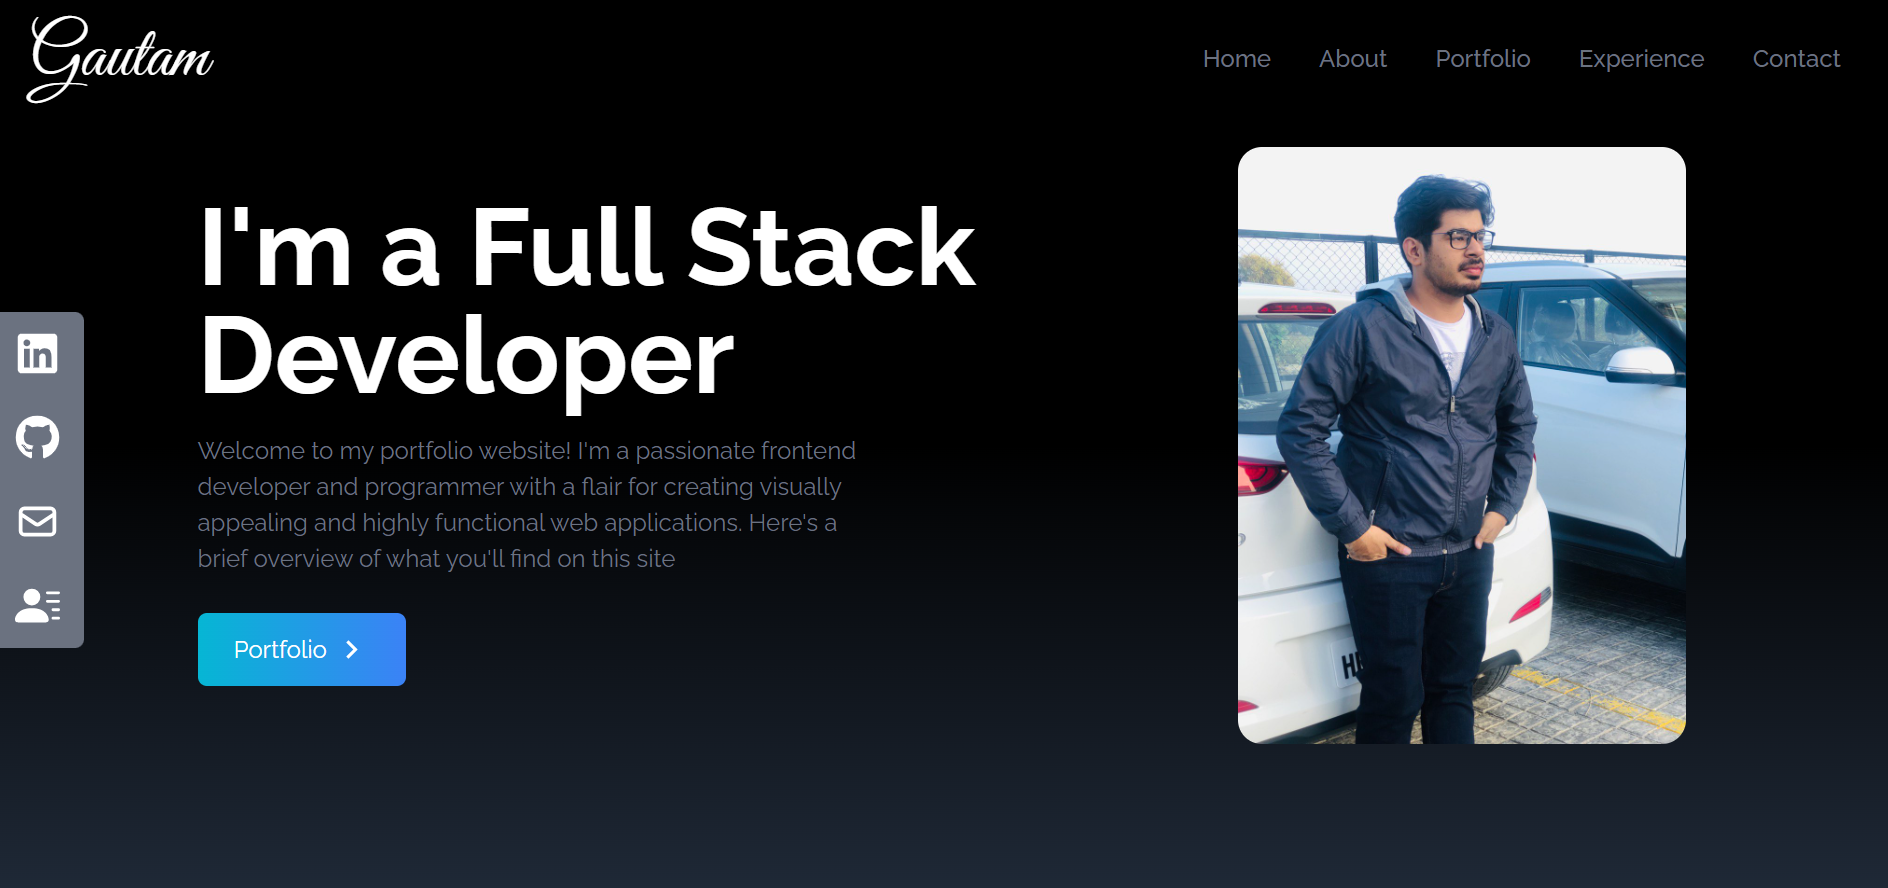 Gautam
Home
About
Portfolio
Experience
Contact
I'm a Full Stack
Developer
in
Welcome to my portfolio website! I'm a passionate frontend
developer and programmer with a flair for creating visually
appealing and highly functional web applications. Here's a
brief overview of what you'll find on this site
Portfolio